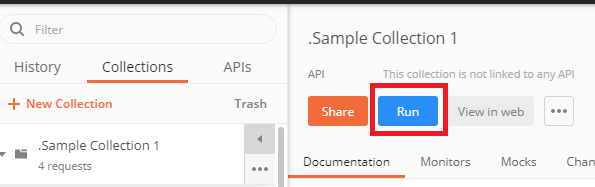 Filter
History Collections APIs
+ New Collection Trash
.Sample Collection 1
4 requests
.Sample Collection 1
API This collection is not linked to any API
Share Run View in web
Documentation Monitors Mocks Chan